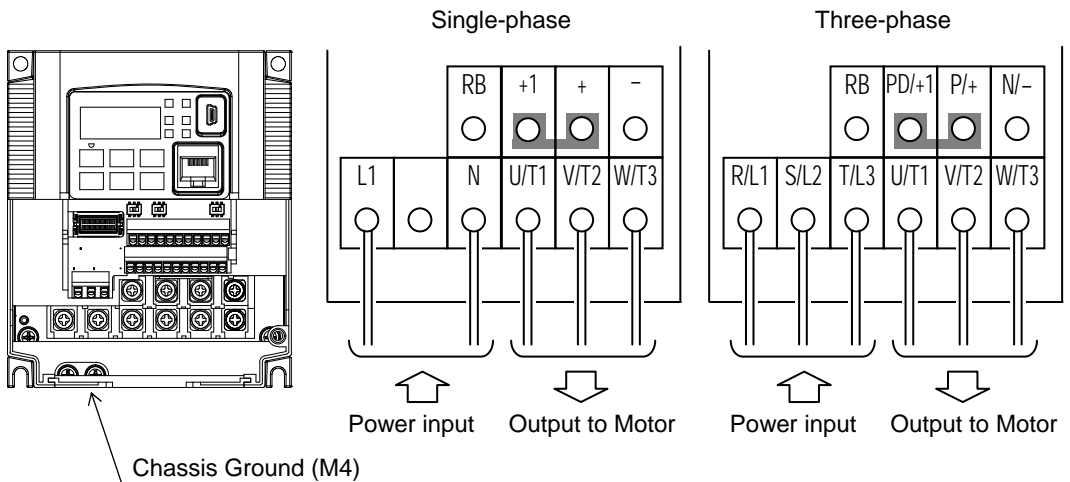 Single-phase
RB +1 + −
L1 N U/T1 V/T2 W/T3
Power input Output to Motor
Three-phase
RB PD/+1 P/+ N/−
R/L1 S/L2 T/L3 U/T1 V/T2 W/T3
Power input Output to Motor
Chassis Ground (M4)